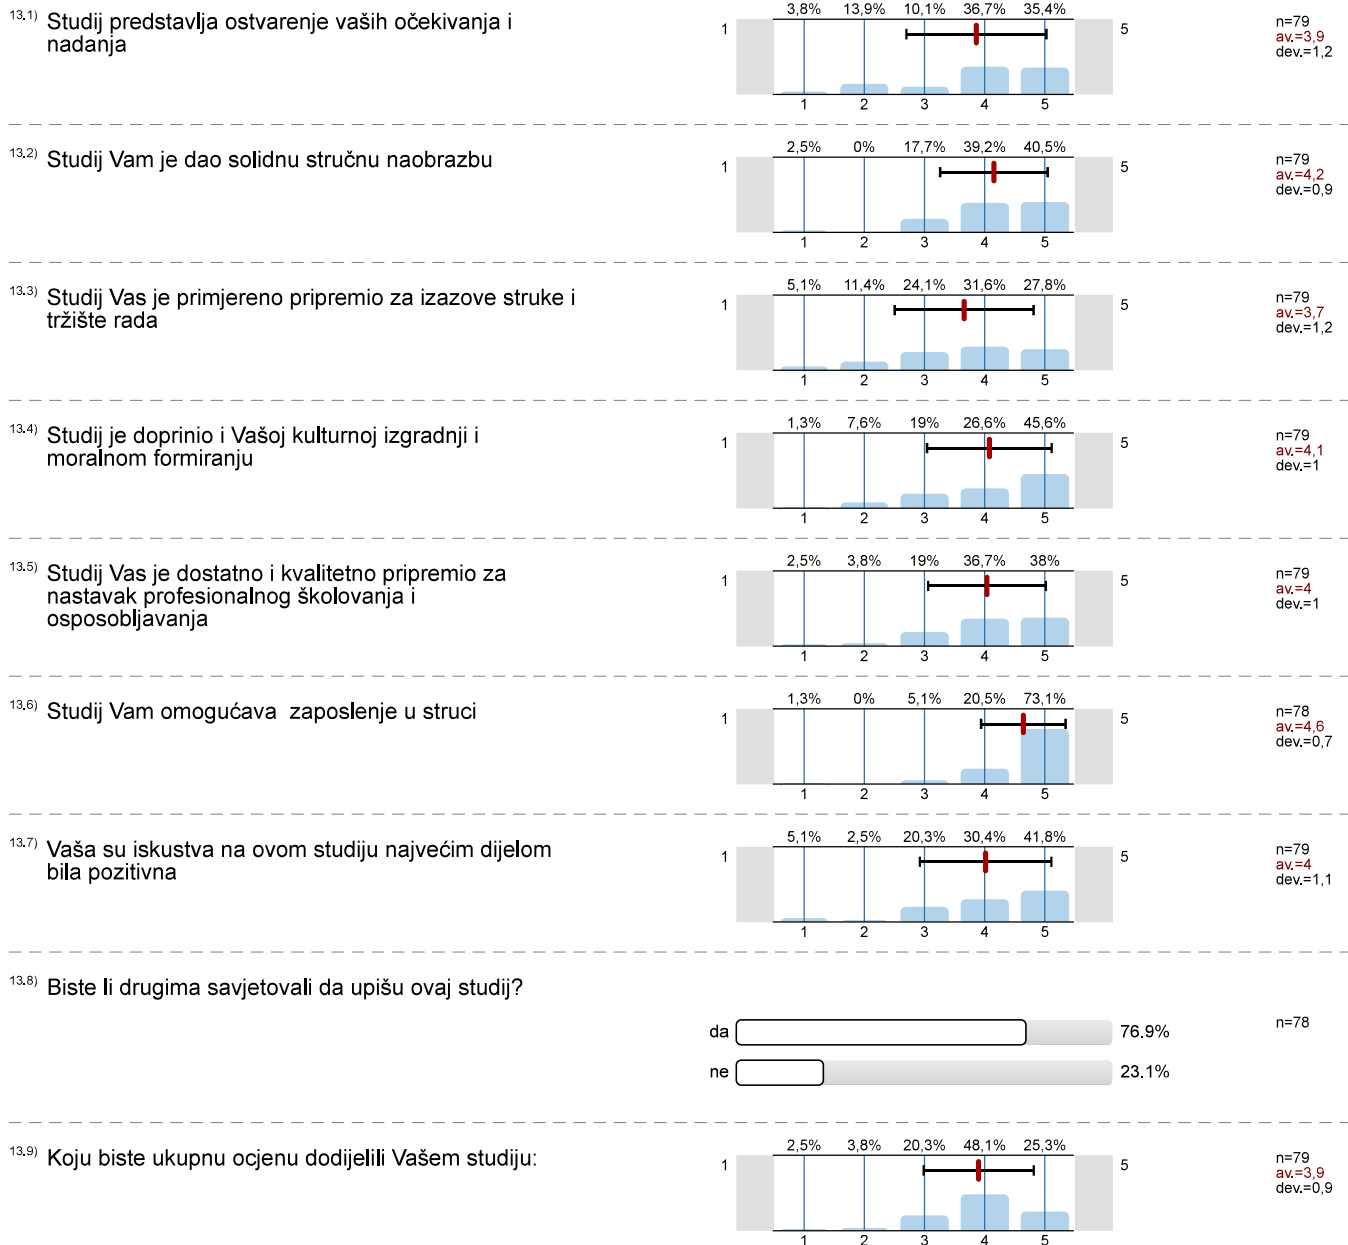 13.1) Studij predstavlja ostvarenje vaših očekivanja i
nadanja
3,8% 13,9% 10,1% 36,7% 35,4%
1 5
1 2 3 4 5
n=79
av.=3,9
dev.=1,2
13.2) Studij Vam je dao solidnu stručnu naobrazbu
2,5% 0% 17,7% 39,2% 40,5%
1 5
1 2 3 4 5
n=79
av.=4,2
dev.=0,9
13.3) Studij Vas je primjereno pripremio za izazove struke i
tržište rada
5,1% 11,4% 24,1% 31,6% 27,8%
1 5
1 2 3 4 5
n=79
av.=3,7
dev.=1,2
13.4) Studij je doprinio i Vašoj kulturnoj izgradnji i
moralnom formiranju
1,3% 7,6% 19% 26,6% 45,6%
1 5
1 2 3 4 5
n=79
av.=4,1
dev.=1
13.5) Studij Vas je dostatno i kvalitetno pripremio za
nastavak profesionalnog školovanja i
osposobljavanja
2,5% 3,8% 19% 36,7% 38%
1 5
1 2 3 4 5
n=79
av.=4
dev.=1
13.6) Studij Vam omogućava zaposlenje u struci
1,3% 0% 5,1% 20,5% 73,1%
1 5
1 2 3 4 5
n=78
av.=4,6
dev.=0,7
13.7) Vaša su iskustva na ovom studiju najvećim dijelom
bila pozitivna
5,1% 2,5% 20,3% 30,4% 41,8%
1 5
1 2 3 4 5
n=79
av.=4
dev.=1,1
13.8) Biste li drugima savjetovali da upišu ovaj studij?
da 76.9%
ne 23.1%
n=78
13.9) Koju biste ukupnu ocjenu dodijelili Vašem studiju:
2,5% 3,8% 20,3% 48,1% 25,3%
1 5
1 2 3 4 5
n=79
av.=3,9
dev.=0,9